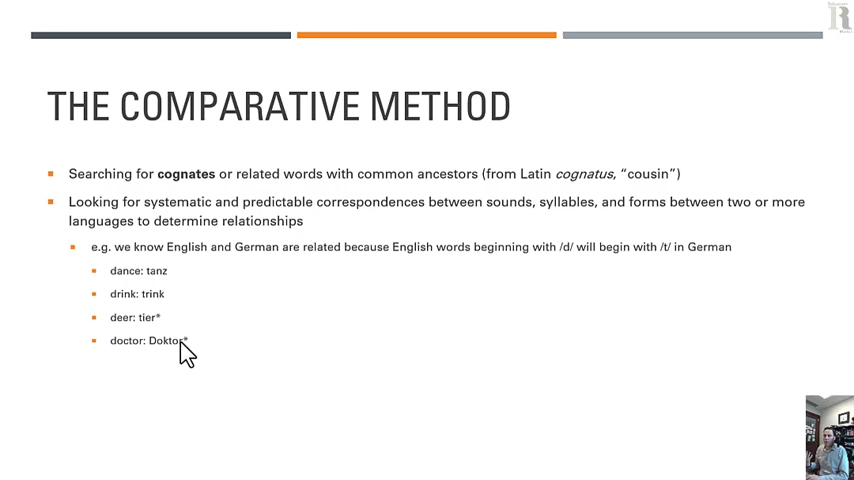 THE COMPARATIVE METHOD
Searching for cognates or related words with common ancestors (from Latin cognatus, “cousin”)
Looking for systematic and predictable correspondences between sounds, syllables, and forms between two or more
languages to determine relationships
e.g. we know English and German are related because English words beginning with /d/ will begin with /t/ in German
dance: tanz
drink: trink
deer: tier*
doctor: Doktor*